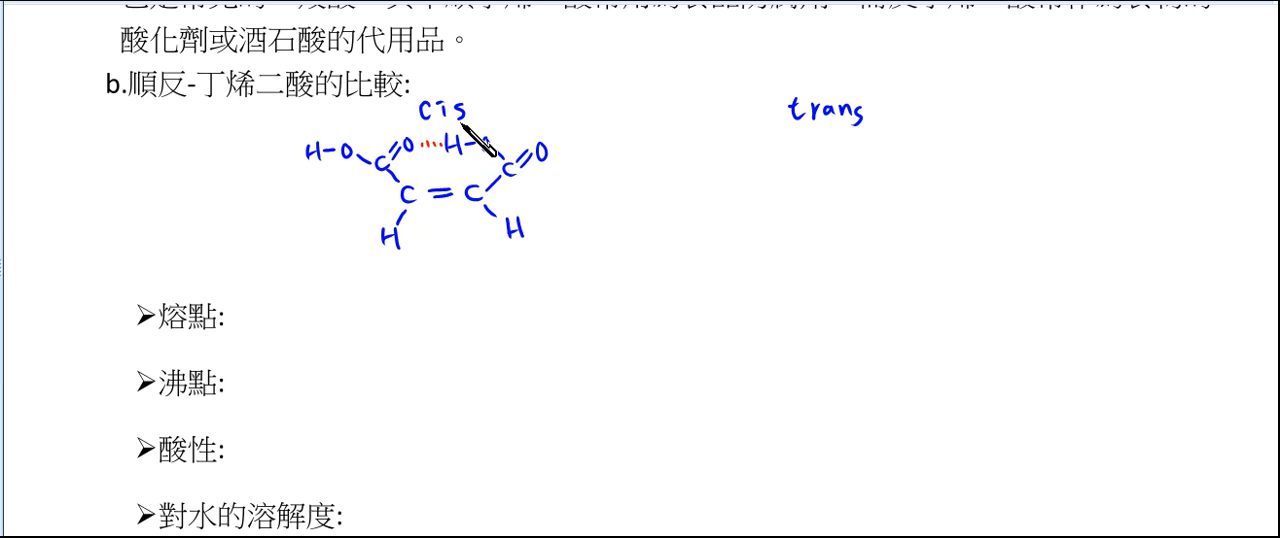 酸化劑或酒石酸的代用品。
b.順反-丁烯二酸的比較:
cis trans
H-O C O H C O
C = C
H H
➢熔點:
➢沸點:
➢酸性:
➢對水的溶解度: